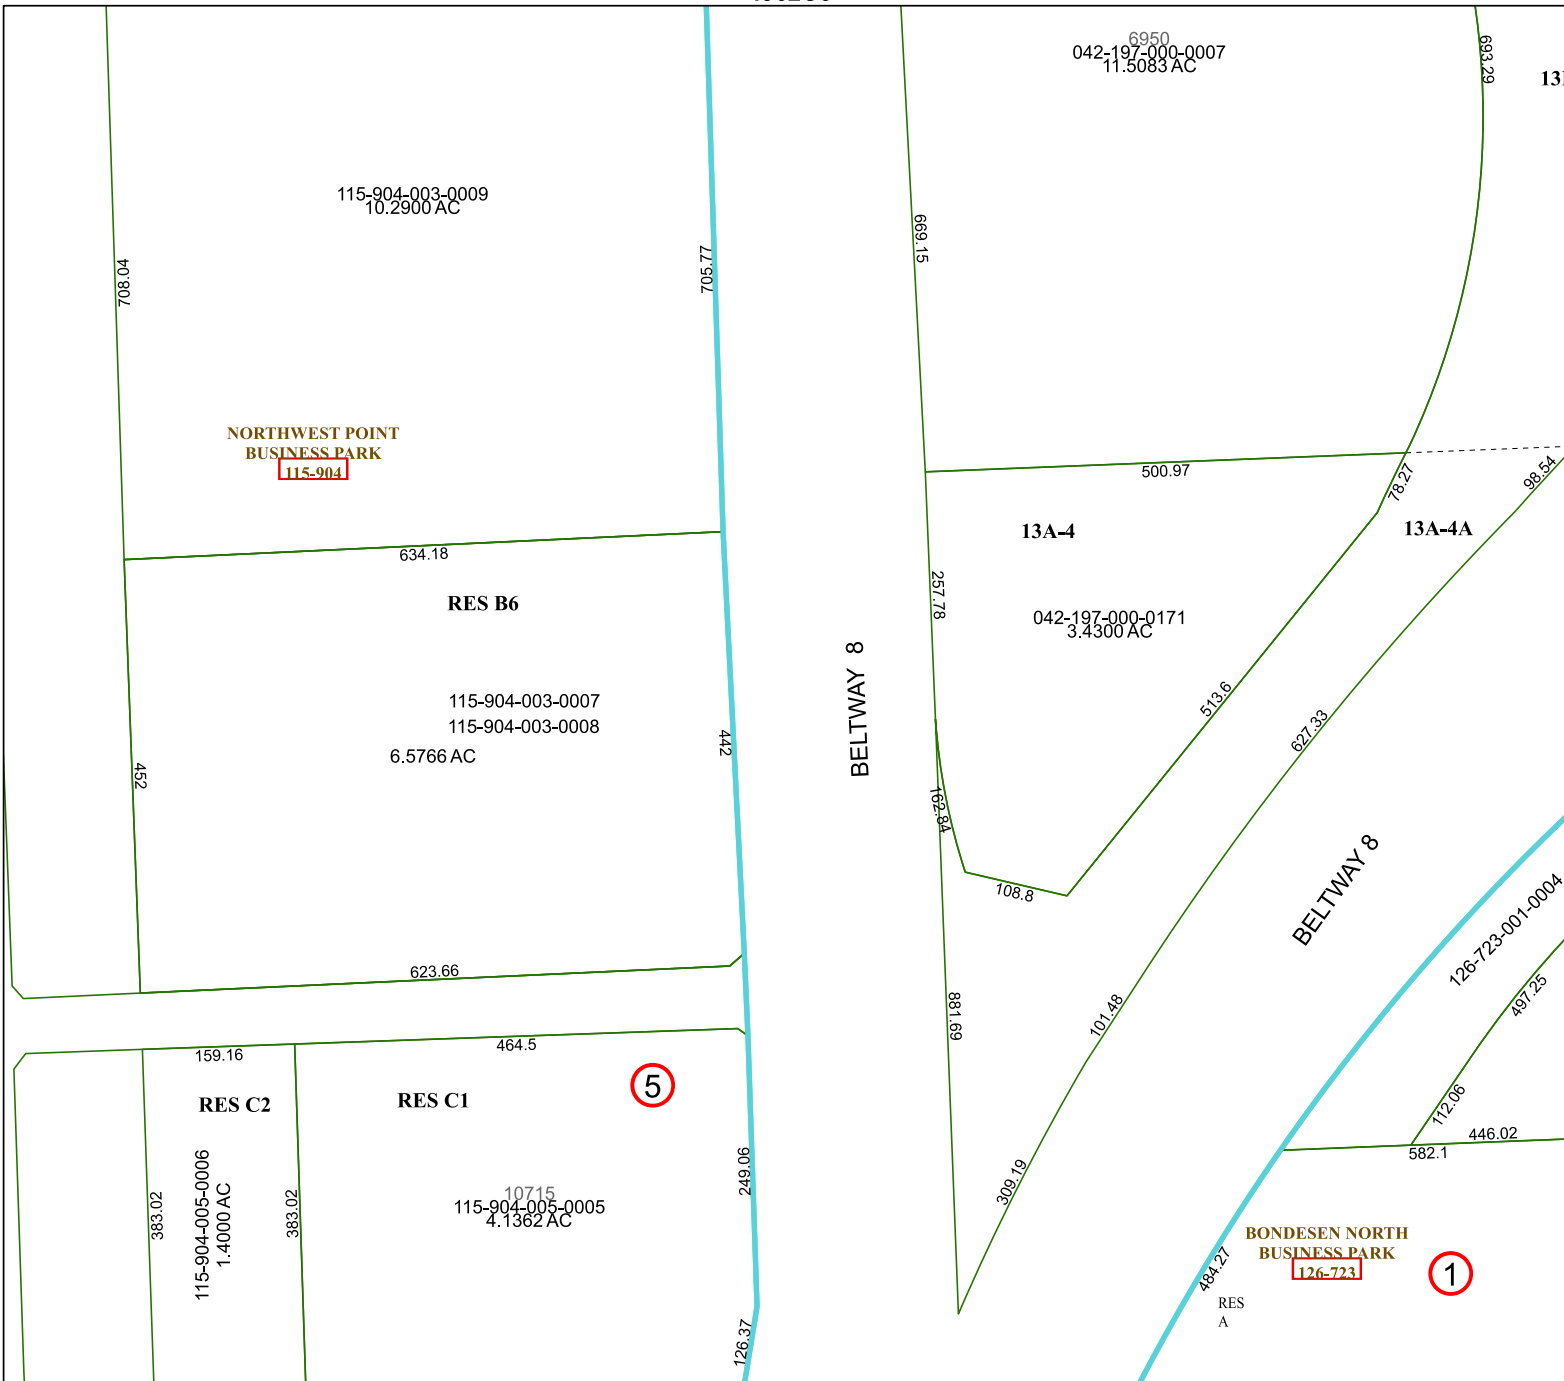 6950
042-197-000-0007
11.5083 AC
693.29
115-904-003-0009
10.2900 AC
708.04
705.77
669.15
NORTHWEST POINT
BUSINESS PARK
115-904
500.97
78.27
98.54
634.18
13A-4
13A-4A
RES B6
257.78
042-197-000-0171
3.4300 AC
115-904-003-0007
115-904-003-0008
6.5766 AC
452
442
BELTWAY 8
513.6
627.33
162.84
108.8
BELTWAY 8
126-723-001-0004
623.66
881.69
101.48
497.25
159.16
464.5
5
RES C2
RES C1
112.06
446.02
582.1
115-904-005-0006
1.4000 AC
383.02
383.02
10715
115-904-005-0005
4.1362 AC
249.06
309.19
BONDESEN NORTH
BUSINESS PARK
126-723
1
484.27
RES
A
126.37